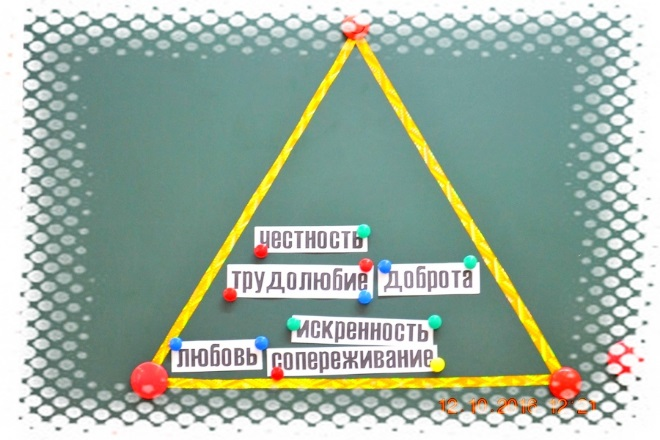 честность
трудолюбие доброта
искренность
любовь сопереживание